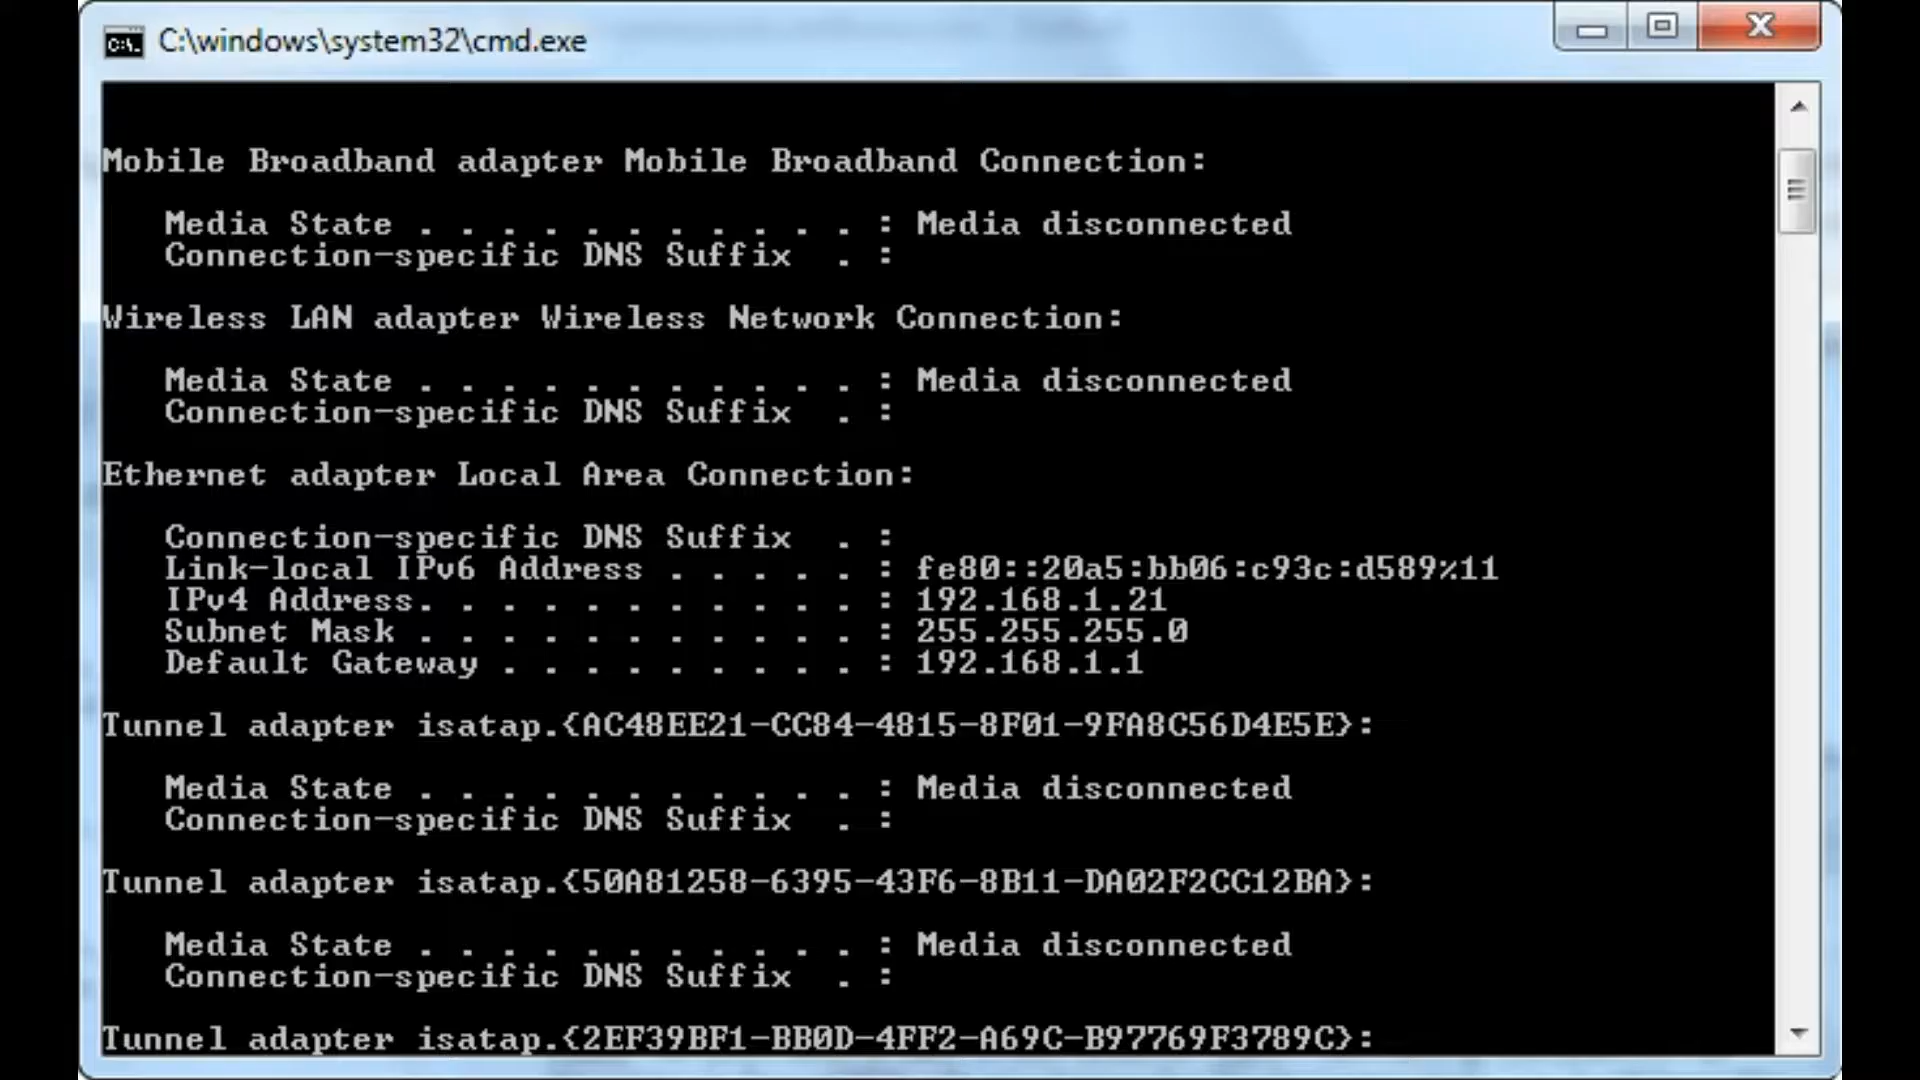 C:\windows\system32\cmd.exe
Mobile Broadband adapter Mobile Broadband Connection:
Media State . . . . . . . . . . . : Media disconnected
Connection-specific DNS Suffix  . :
Wireless LAN adapter Wireless Network Connection:
Media State . . . . . . . . . . . : Media disconnected
Connection-specific DNS Suffix  . :
Ethernet adapter Local Area Connection:
Connection-specific DNS Suffix  . :
Link-local IPv6 Address . . . . . : fe80::20a5:bb06:c93c:d589%11
IPv4 Address. . . . . . . . . . . : 192.168.1.21
Subnet Mask . . . . . . . . . . . : 255.255.255.0
Default Gateway . . . . . . . . . : 192.168.1.1
Tunnel adapter isatap.{AC48EE21-CC84-4815-8F01-9FA8C56D4E5E}:
Media State . . . . . . . . . . . : Media disconnected
Connection-specific DNS Suffix  . :
Tunnel adapter isatap.{50A81258-6395-43F6-8B11-DA02F2CC12BA}:
Media State . . . . . . . . . . . : Media disconnected
Connection-specific DNS Suffix  . :
Tunnel adapter isatap.{2EF39BF1-BB0D-4FF2-A69C-B97769F3789C}: